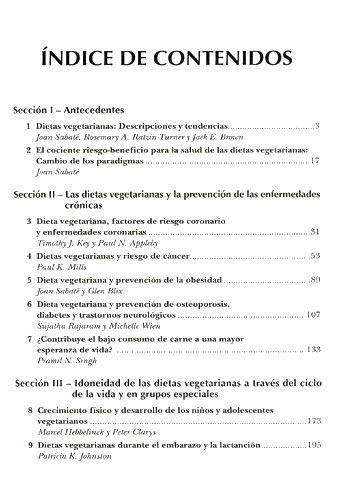 ÍNDICE DE CONTENIDOS
Sección I – Antecedentes
1 Dietas vegetarianas: Descripciones y tendencias..........................3
Joan Sabaté, Rosemary A. Ratzin-Turner y Jack E. Brown
2 El cociente riesgo-beneficio para la salud de las dietas vegetarianas:
Cambio de los paradigmas ..................................................17
Joan Sabaté
Sección II – Las dietas vegetarianas y la prevención de las enfermedades
crónicas
3 Dieta vegetariana, factores de riesgo coronario
y enfermedades coronarias ..................................................31
Timothy J. Key y Paul N. Appleby
4 Dietas vegetarianas y riesgo de cáncer....................................53
Paul K. Mills
5 Dieta vegetariana y prevención de la obesidad ..........................89
Joan Sabaté y Glen Blix
6 Dieta vegetariana y prevención de osteoporosis,
diabetes y trastornos neurológicos ......................................107
Sujatha Rajaram y Michelle Wien
7 ¿Contribuye el bajo consumo de carne a una mayor
esperanza de vida? ..........................................................133
Pramil N. Singh
Sección III – Idoneidad de las dietas vegetarianas a través del ciclo
de la vida y en grupos especiales
8 Crecimiento físico y desarrollo de los niños y adolescentes
vegetarianos ..................................................................173
Marcel Hebbelinck y Peter Clarys
9 Dietas vegetarianas durante el embarazo y la lactancia ................195
Patricia K. Johnston